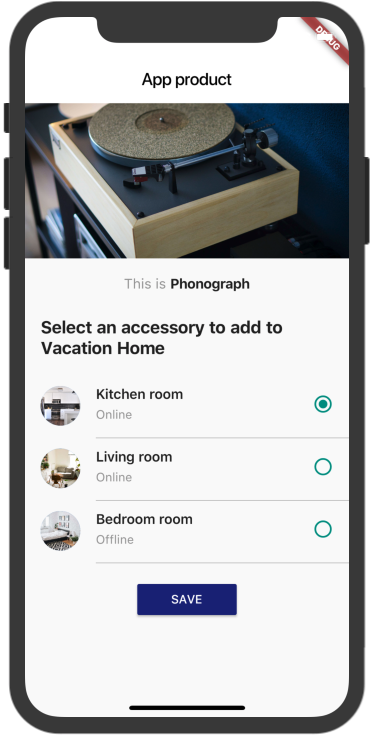 DEBUG
App product
This is Phonograph
Select an accessory to add to
Vacation Home
Kitchen room
Online
Living room
Online
Bedroom room
Offline
SAVE